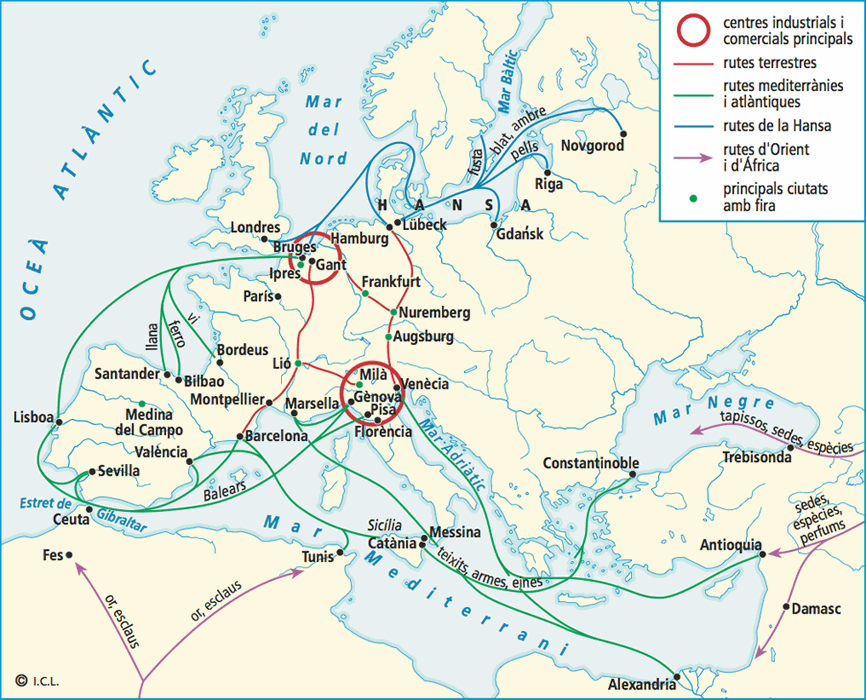 centres industrials i
comercials principals
rutes terrestres
rutes mediterrànies
i atlàntiques
rutes de la Hansa
rutes d'Orient
i d'Àfrica
principals ciutats
amb fira
OCEÀ ATLÀNTIC
Mar
del
Nord
Mar Bàltic
blat, ambre
fusta
pells
Novgorod
Riga
HANSA
Londres
Hamburg
Lübeck
Gdańsk
Bruges
Gant
Ipres
Frankfurt
París
Nuremberg
Augsburg
llana
ferro
vi
Bordeus
Lió
Milà
Santander
Bilbao
Venècia
Montpellier
Marsella
Gènova
Pisa
Florència
Lisboa
Medina
del Campo
Barcelona
Mar Adriàtic
Mar Negre
tapissos, sedes, espècies
Trebisonda
València
Constantinoble
Sevilla
Balears
Estret de
Gibraltar
Ceuta
sedes,
espècies,
perfums
Mar Mediterrani
Sicília
Messina
Catània
Antioquia
Fes
Tunis
teixits, armes, eines
or, esclaus
or, esclaus
Damasc
Alexandria
© I.C.L.